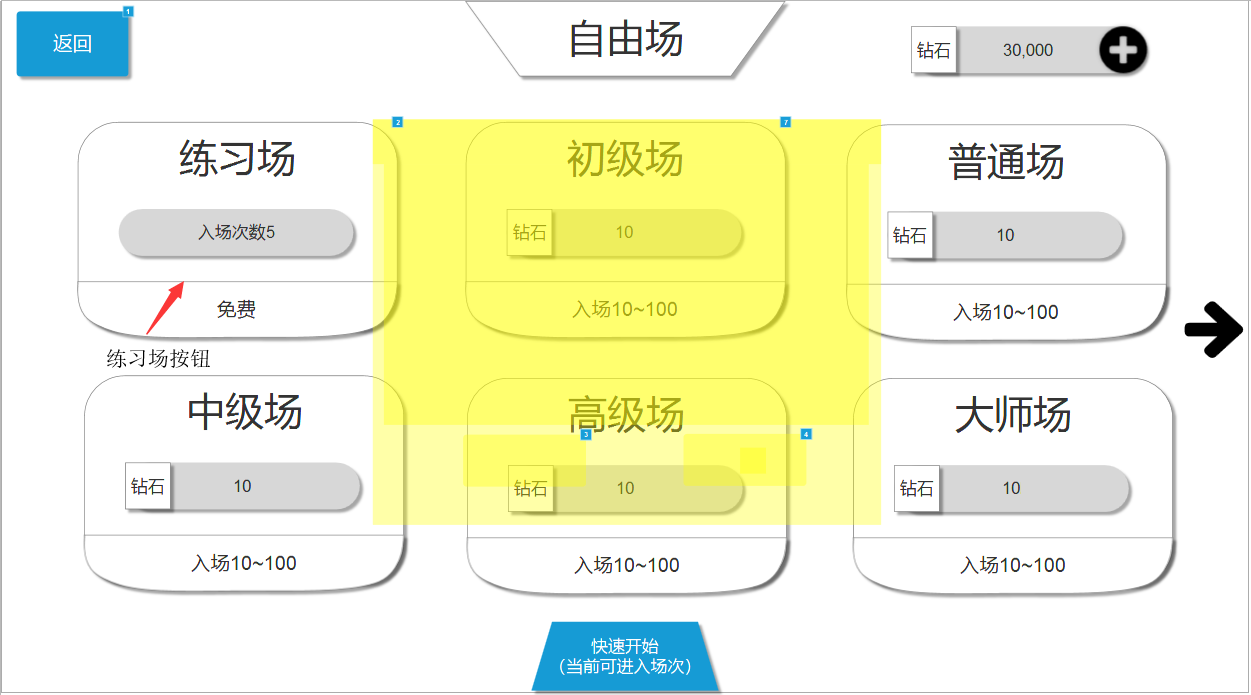 返回
1
自由场
钻石
30,000
2
7
练习场
初级场
普通场
入场次数5
钻石
10
钻石
10
免费
入场10~100
入场10~100
练习场按钮
中级场
高级场
大师场
3
4
钻石
10
钻石
10
钻石
10
入场10~100
入场10~100
入场10~100
快速开始
（当前可进入场次）